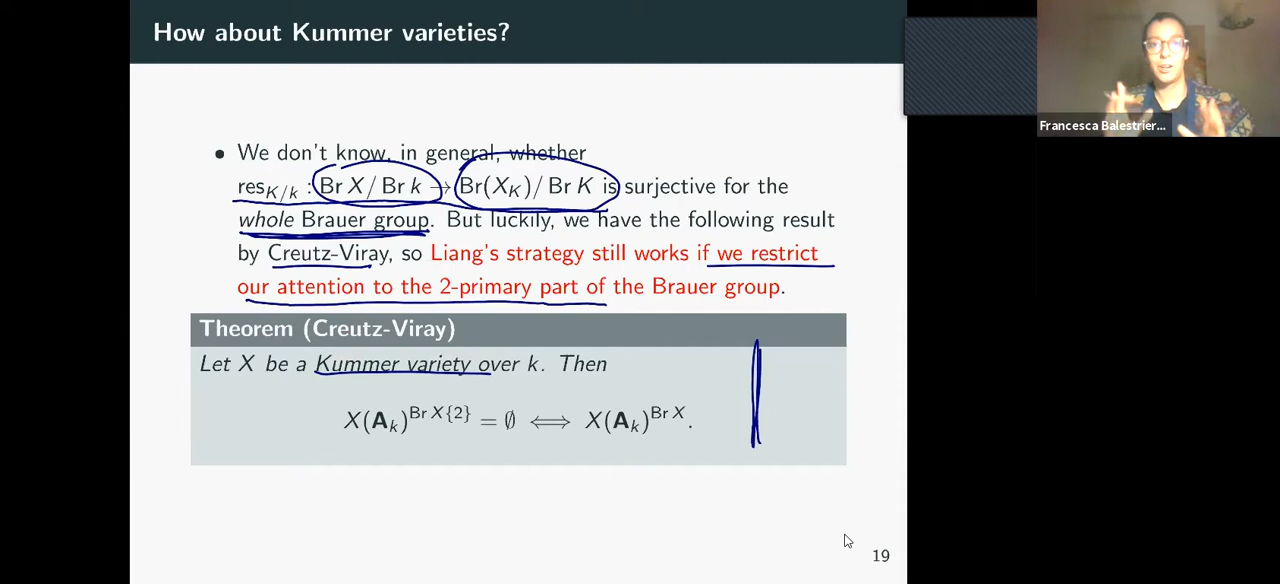 How about Kummer varieties?
Francesca Balestrier...
• We don't know, in general, whether
res_{K/k} : Br X/ Br k → Br(X_K)/ Br K is surjective for the
whole Brauer group. But luckily, we have the following result
by Creutz-Viray, so Liang's strategy still works if we restrict
our attention to the 2-primary part of the Brauer group.
Theorem (Creutz-Viray)
Let X be a Kummer variety over k. Then
X(𝐀_k)^{Br X{2}} = ∅ ⟺ X(𝐀_k)^{Br X}.
19